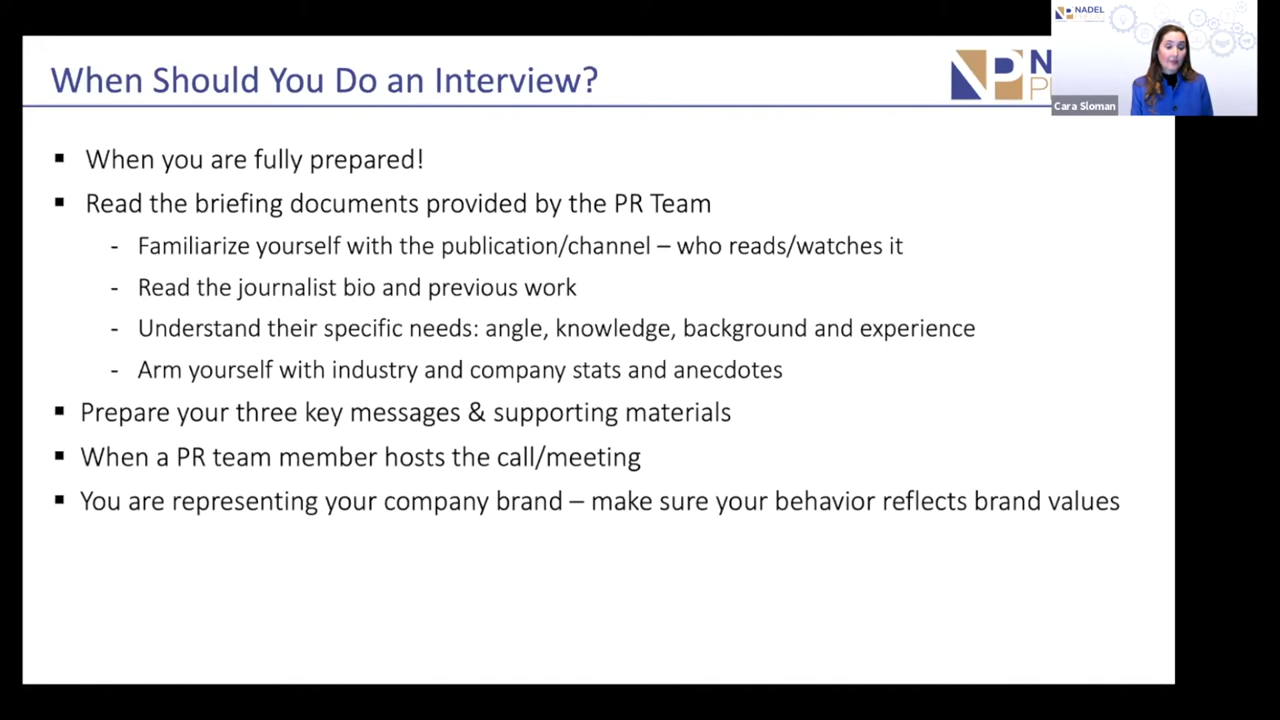 When Should You Do an Interview?
NP
N
P
NADEL
Cara Sloman
▪ When you are fully prepared!
▪ Read the briefing documents provided by the PR Team
- Familiarize yourself with the publication/channel – who reads/watches it
- Read the journalist bio and previous work
- Understand their specific needs: angle, knowledge, background and experience
- Arm yourself with industry and company stats and anecdotes
▪ Prepare your three key messages & supporting materials
▪ When a PR team member hosts the call/meeting
▪ You are representing your company brand – make sure your behavior reflects brand values